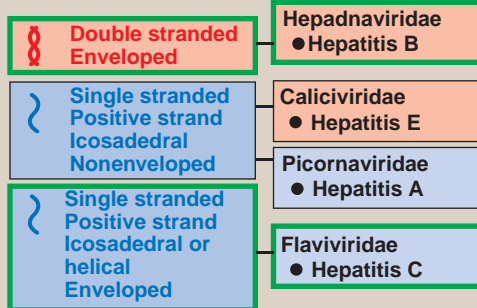 Double stranded
Enveloped
Hepadnaviridae
● Hepatitis B
Single stranded
Positive strand
Icosadedral
Nonenveloped
Caliciviridae
● Hepatitis E
Picornaviridae
● Hepatitis A
Single stranded
Positive strand
Icosadedral or
helical
Enveloped
Flaviviridae
● Hepatitis C